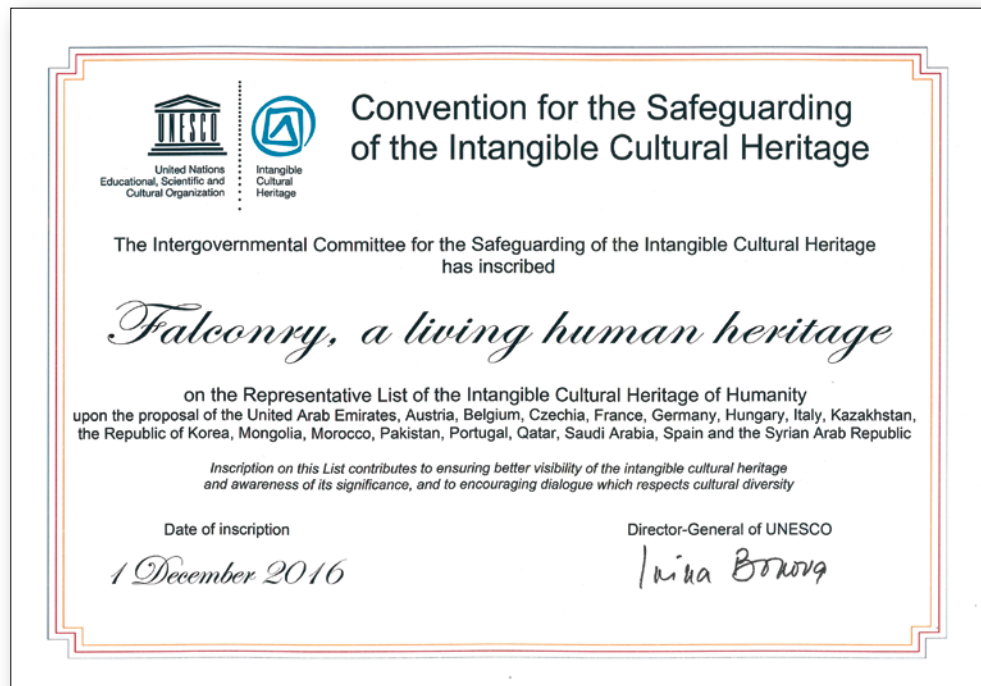 UNESCO
United Nations
Educational, Scientific and
Cultural Organization
Intangible
Cultural
Heritage
Convention for the Safeguarding
of the Intangible Cultural Heritage
The Intergovernmental Committee for the Safeguarding of the Intangible Cultural Heritage
has inscribed
Falconry, a living human heritage
on the Representative List of the Intangible Cultural Heritage of Humanity
upon the proposal of the United Arab Emirates, Austria, Belgium, Czechia, France, Germany, Hungary, Italy, Kazakhstan,
the Republic of Korea, Mongolia, Morocco, Pakistan, Portugal, Qatar, Saudi Arabia, Spain and the Syrian Arab Republic
Inscription on this List contributes to ensuring better visibility of the intangible cultural heritage
and awareness of its significance, and to encouraging dialogue which respects cultural diversity
Date of inscription
1 December 2016
Director-General of UNESCO
Irina Bokova